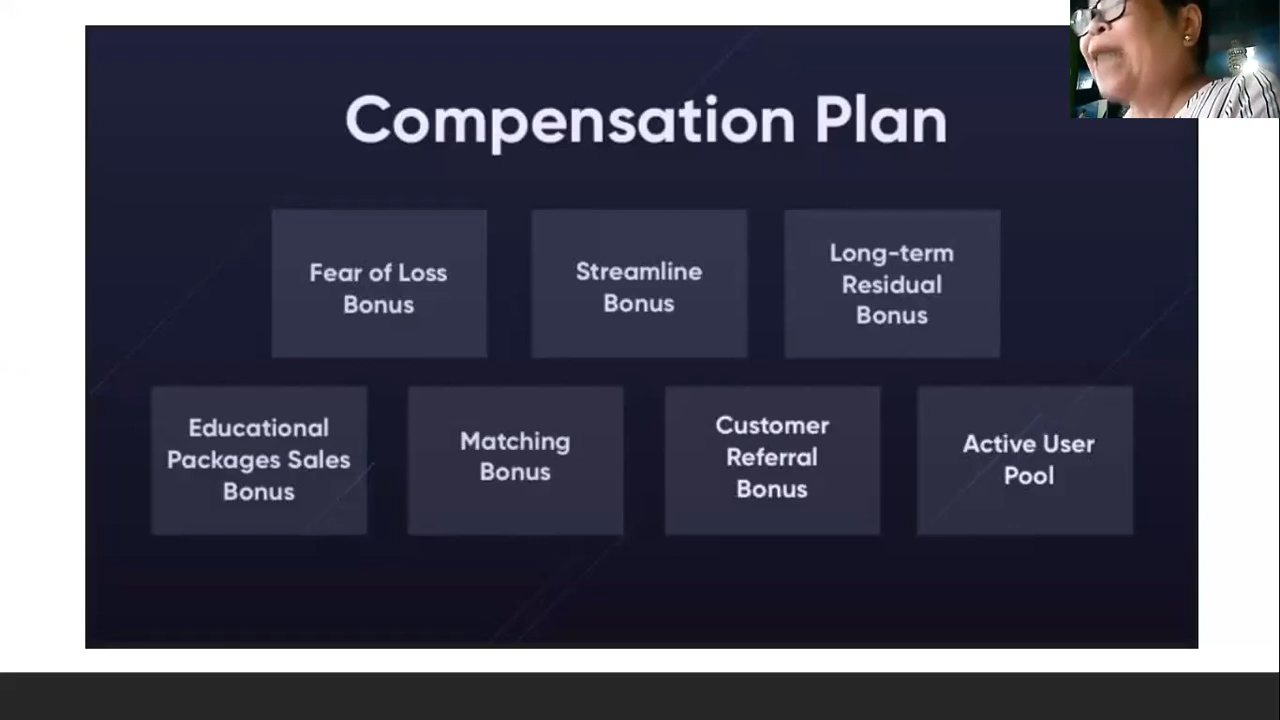 Compensation Plan
Fear of Loss
Bonus
Streamline
Bonus
Long-term
Residual
Bonus
Educational
Packages Sales
Bonus
Matching
Bonus
Customer
Referral
Bonus
Active User
Pool